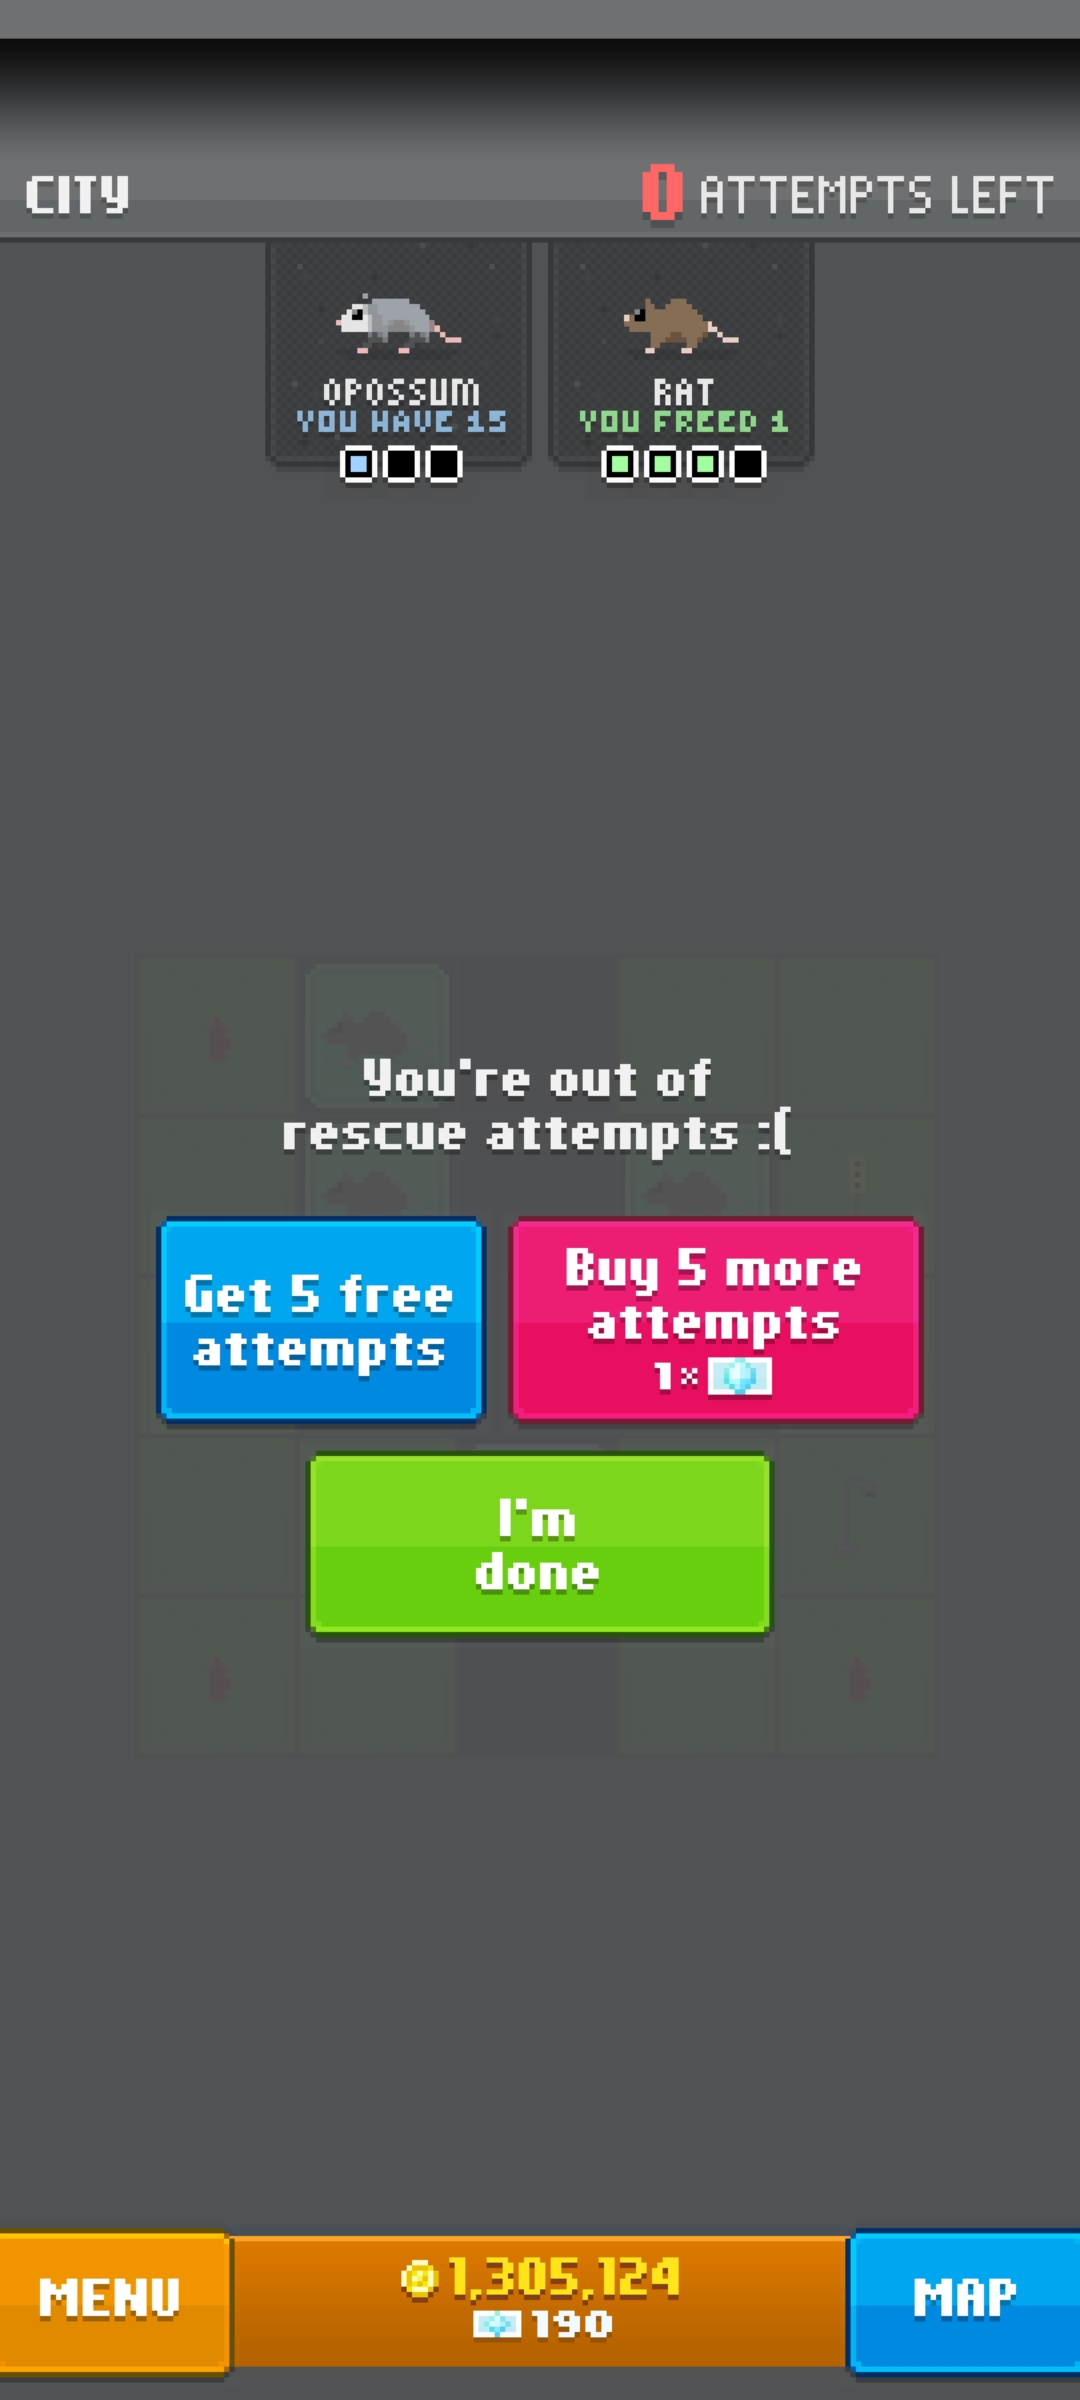 CITY
0 ATTEMPTS LEFT
OPOSSUM
YOU HAVE 15
RAT
YOU FREED 1
You're out of
rescue attempts :(
Get 5 free
attempts
Buy 5 more
attempts
1×
I'm
done
MENU
1,305,124
190
MAP